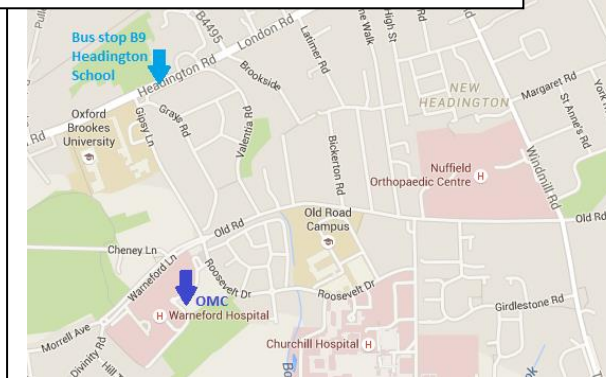 B4495
London Rd
Latimer Rd
High St
Walk
Bus stop B9
Headington
School
Headington Rd
Brookside
NEW
HEADINGTON
Margaret Rd
St Anne's Rd
York
Oxford
Brookes
University
Gipsy Ln
Grays Rd
Valentia Rd
Bickerton Rd
Windmill Rd
Nuffield
Orthopaedic Centre
H
Old Road
Campus
Old Rd
Old Rd
Cheney Ln
Warneford Ln
Roosevelt Dr
Roosevelt Dr
OMC
H
Warneford Hospital
Girdlestone Rd
Morrell Ave
Divinity Rd
Churchill Hospital
H